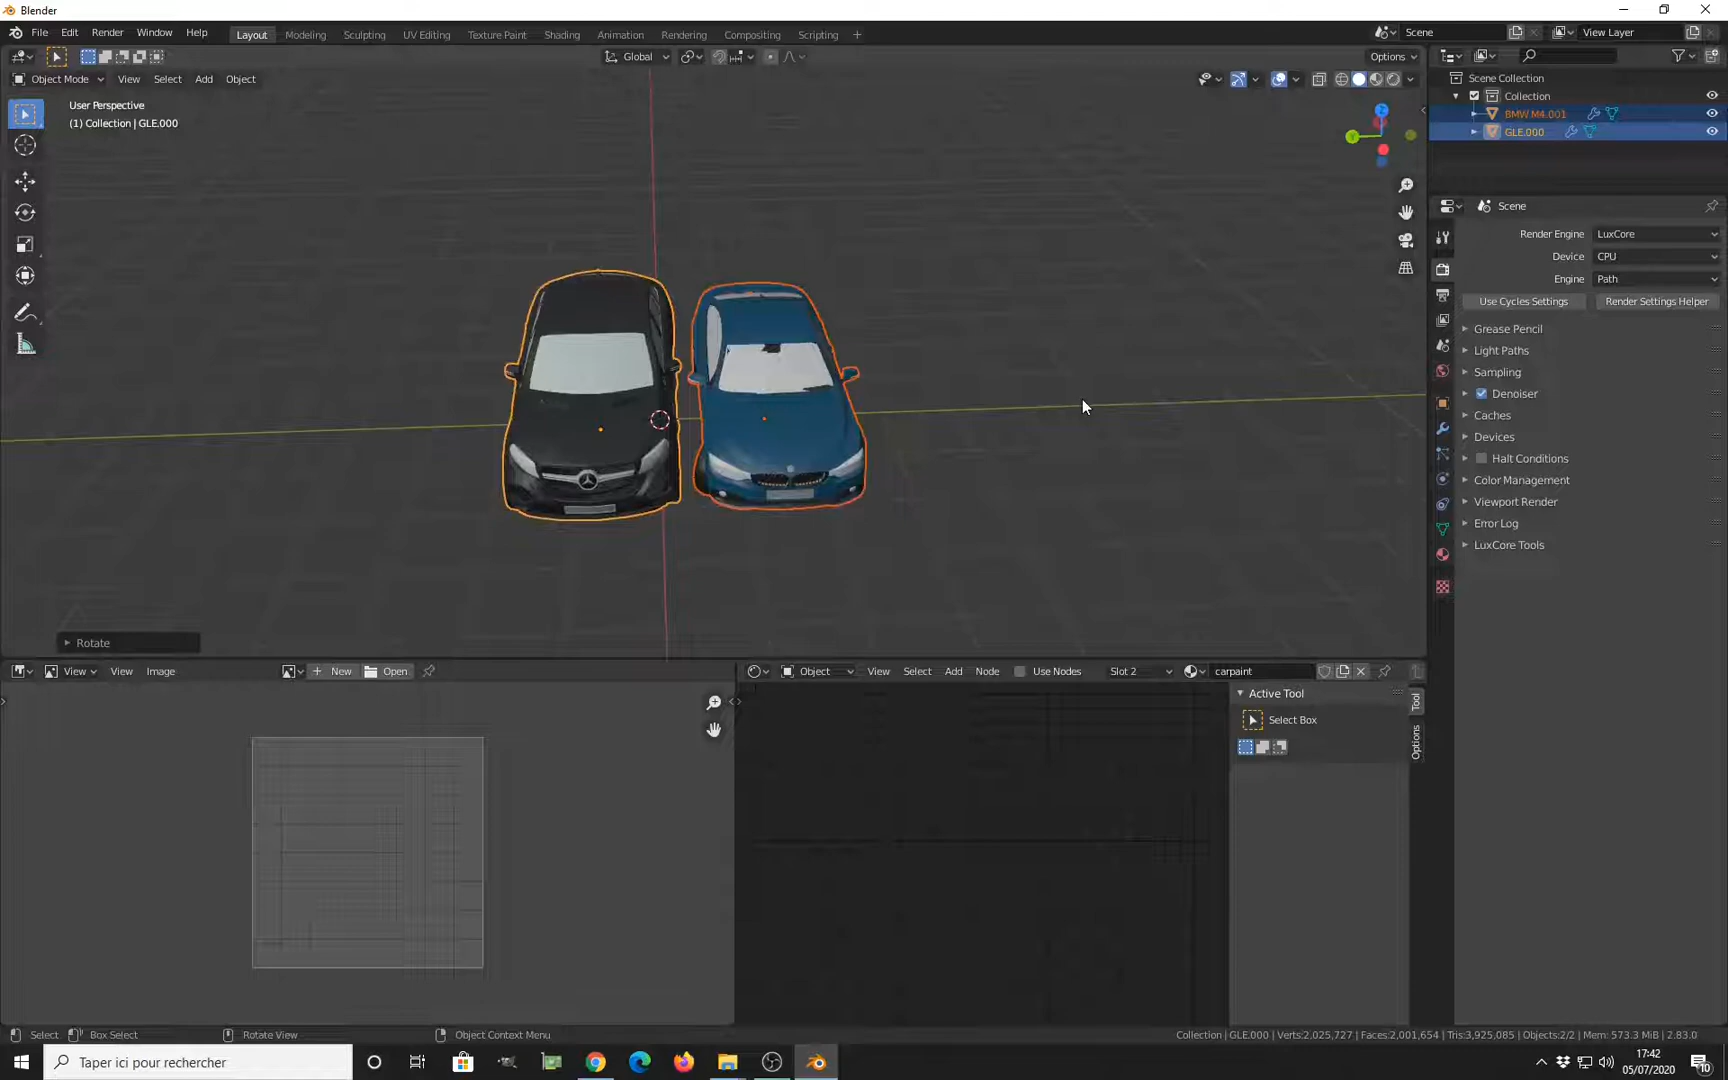 Blender
File Edit Render Window Help
Layout Modeling Sculpting UV Editing Texture Paint Shading Animation Rendering Compositing Scripting +
Scene View Layer
Global Options
Object Mode View Select Add Object
User Perspective
(1) Collection | GLE.000
Z
Y
Scene Collection
Collection
BMW.M4.001
GLE.000
Scene
Render Engine LuxCore
Device CPU
Engine Path
Use Cycles Settings Render Settings Helper
Grease Pencil
Light Paths
Sampling
Denoiser
Caches
Devices
Halt Conditions
Color Management
Viewport Render
Error Log
LuxCore Tools
Rotate
View View Image New Open
Object View Select Add Node Use Nodes Slot 2 carpaint
Active Tool
Select Box
Tool
Options
Select Box Select Rotate View Object Context Menu
Collection | GLE.000 | Verts:2,025,727 | Faces:2,001,654 | Tris:3,925,085 | Objects:2/2 | Mem: 573.3 MiB | 2.83.0
Taper ici pour rechercher
17:42
05/07/2020
10